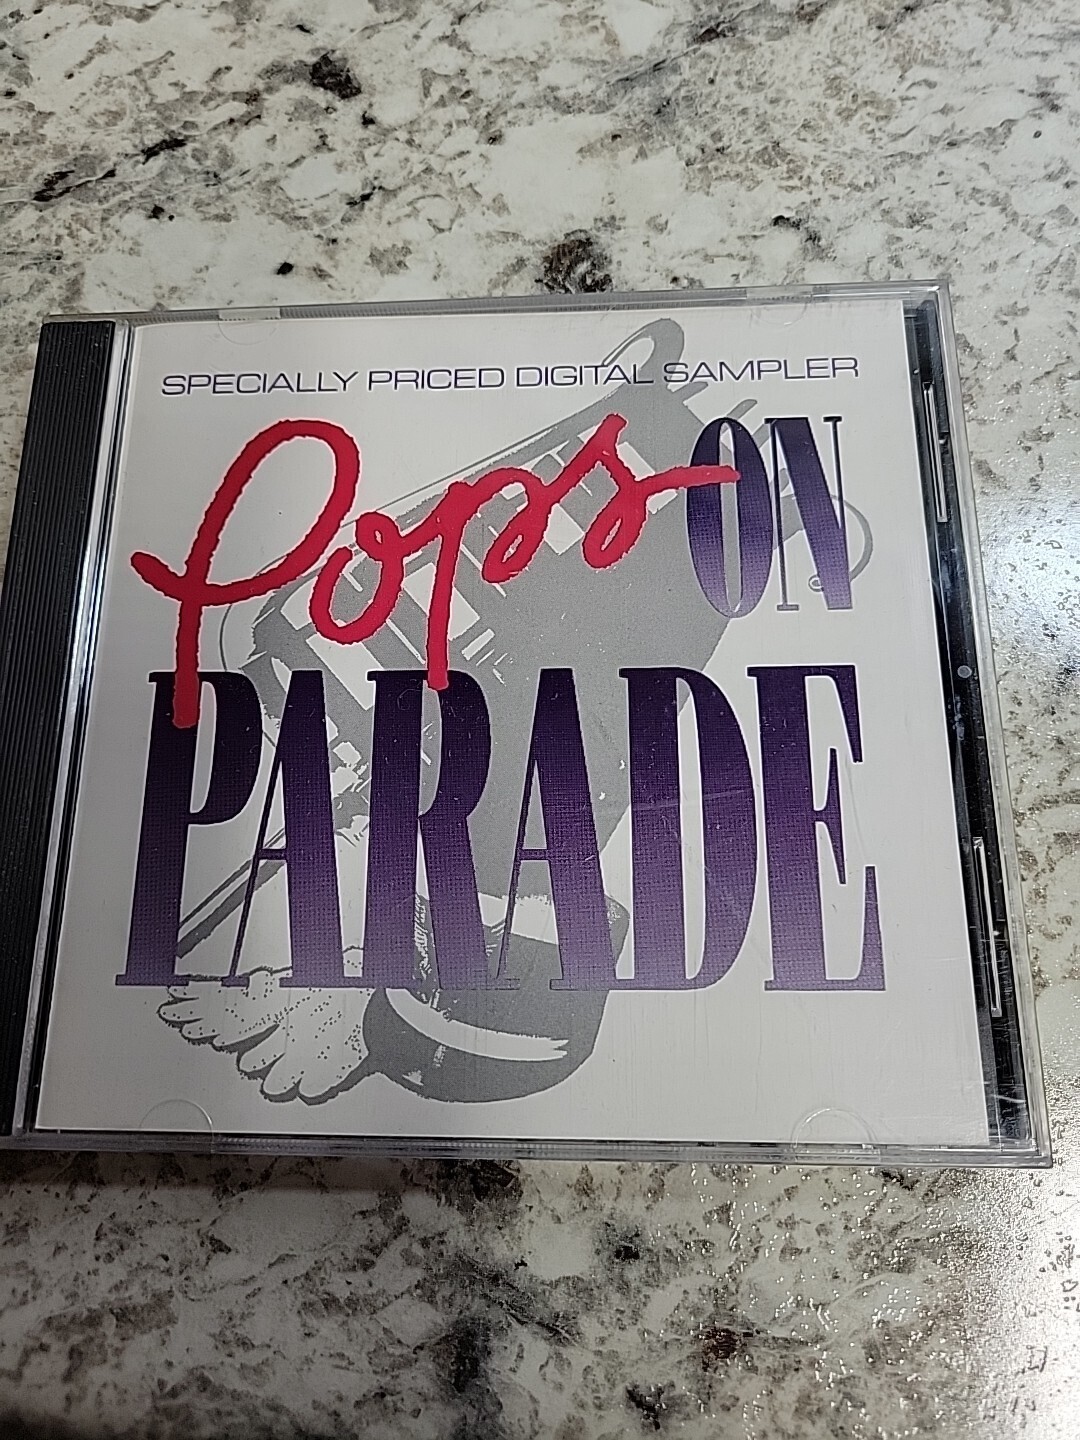 SPECIALLY PRICED DIGITAL SAMPLER
Pops ON
PARADE